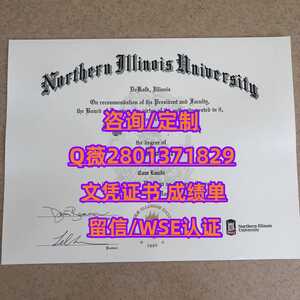 Northern Illinois University
DeKalb, Illinois
On recommendation of the President and Faculty,
咨询/定制
the degree of
Q薇2801371829
文凭证书 成绩单
留信/WSE认证
1895
Northern Illinois
University